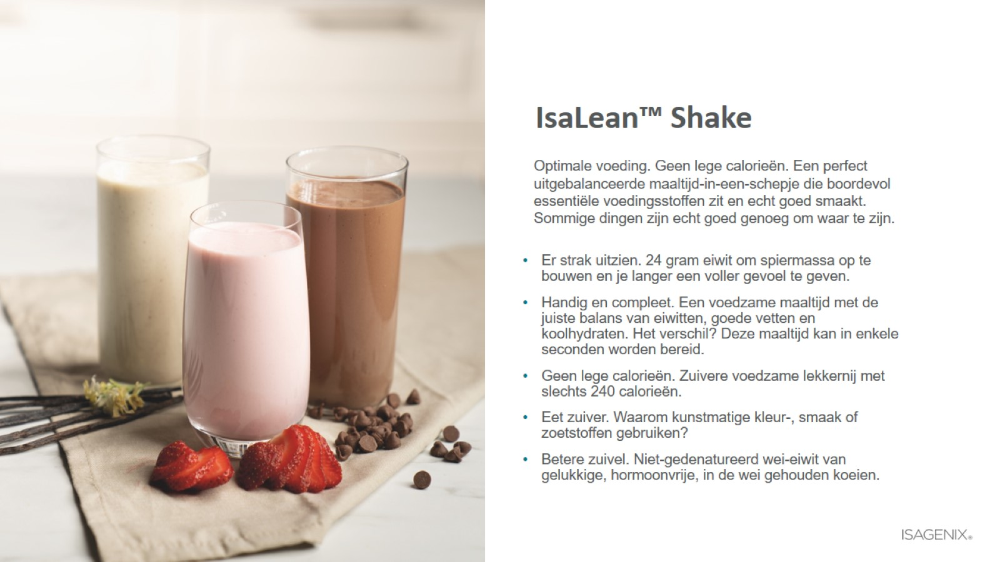 IsaLean™ Shake
Optimale voeding. Geen lege calorieën. Een perfect
uitgebalanceerde maaltijd-in-een-schepje die boordevol
essentiële voedingsstoffen zit en echt goed smaakt.
Sommige dingen zijn echt goed genoeg om waar te zijn.
• Er strak uitzien. 24 gram eiwit om spiermassa op te
bouwen en je langer een voller gevoel te geven.
• Handig en compleet. Een voedzame maaltijd met de
juiste balans van eiwitten, goede vetten en
koolhydraten. Het verschil? Deze maaltijd kan in enkele
seconden worden bereid.
• Geen lege calorieën. Zuivere voedzame lekkernij met
slechts 240 calorieën.
• Eet zuiver. Waarom kunstmatige kleur-, smaak of
zoetstoffen gebruiken?
• Betere zuivel. Niet-gedenatureerd wei-eiwit van
gelukkige, hormoonvrije, in de wei gehouden koeien.
ISAGENIX®